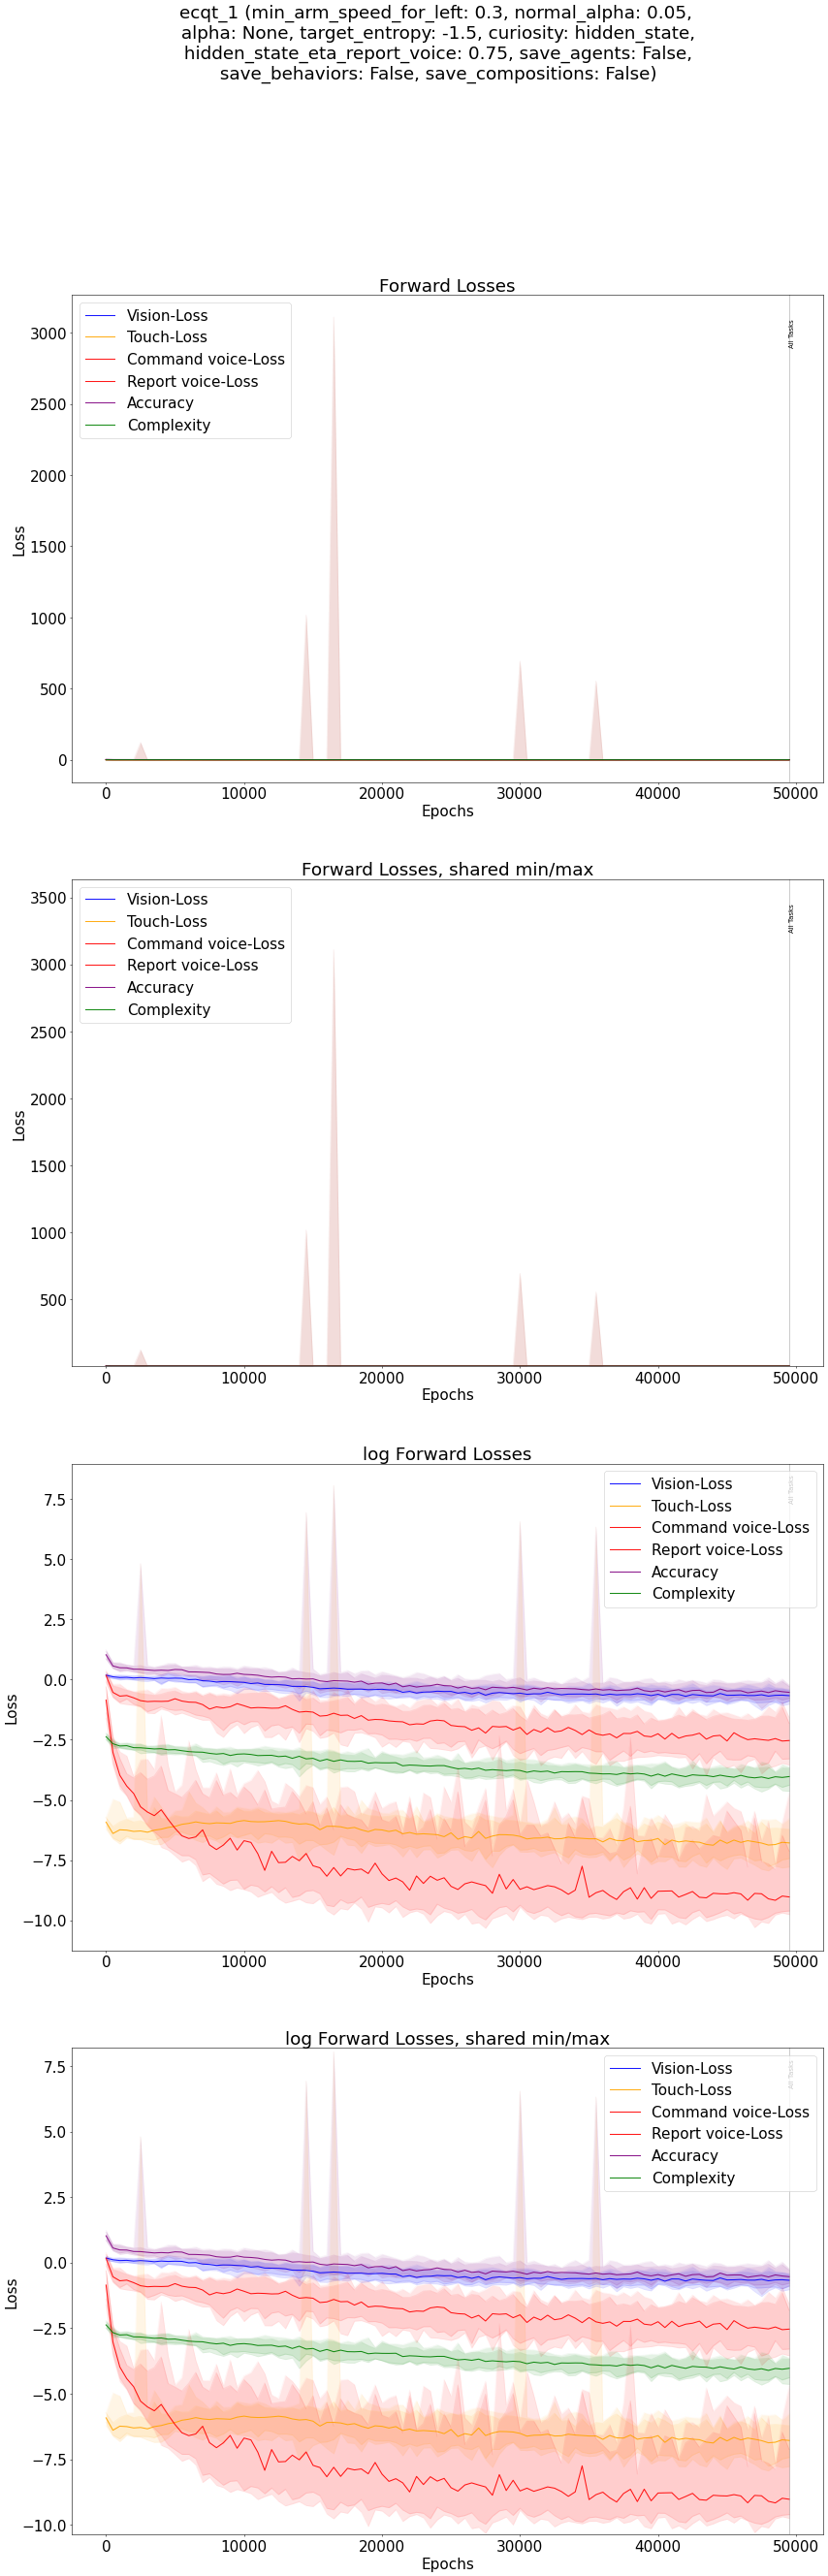 ecqt_1 (min_arm_speed_for_left: 0.3, normal_alpha: 0.05,
alpha: None, target_entropy: -1.5, curiosity: hidden_state,
hidden_state_eta_report_voice: 0.75, save_agents: False,
save_behaviors: False, save_compositions: False)
Forward Losses
Vision-Loss
Touch-Loss
Command voice-Loss
Report voice-Loss
Accuracy
Complexity
All Tasks
3000
2500
2000
1500
1000
500
0
Loss
0 10000 20000 30000 40000 50000
Epochs
Forward Losses, shared min/max
Vision-Loss
Touch-Loss
Command voice-Loss
Report voice-Loss
Accuracy
Complexity
All Tasks
3500
3000
2500
2000
1500
1000
500
Loss
0 10000 20000 30000 40000 50000
Epochs
log Forward Losses
Vision-Loss
Touch-Loss
Command voice-Loss
Report voice-Loss
Accuracy
Complexity
All Tasks
7.5
5.0
2.5
0.0
−2.5
−5.0
−7.5
−10.0
Loss
0 10000 20000 30000 40000 50000
Epochs
log Forward Losses, shared min/max
Vision-Loss
Touch-Loss
Command voice-Loss
Report voice-Loss
Accuracy
Complexity
All Tasks
7.5
5.0
2.5
0.0
−2.5
−5.0
−7.5
−10.0
Loss
0 10000 20000 30000 40000 50000
Epochs